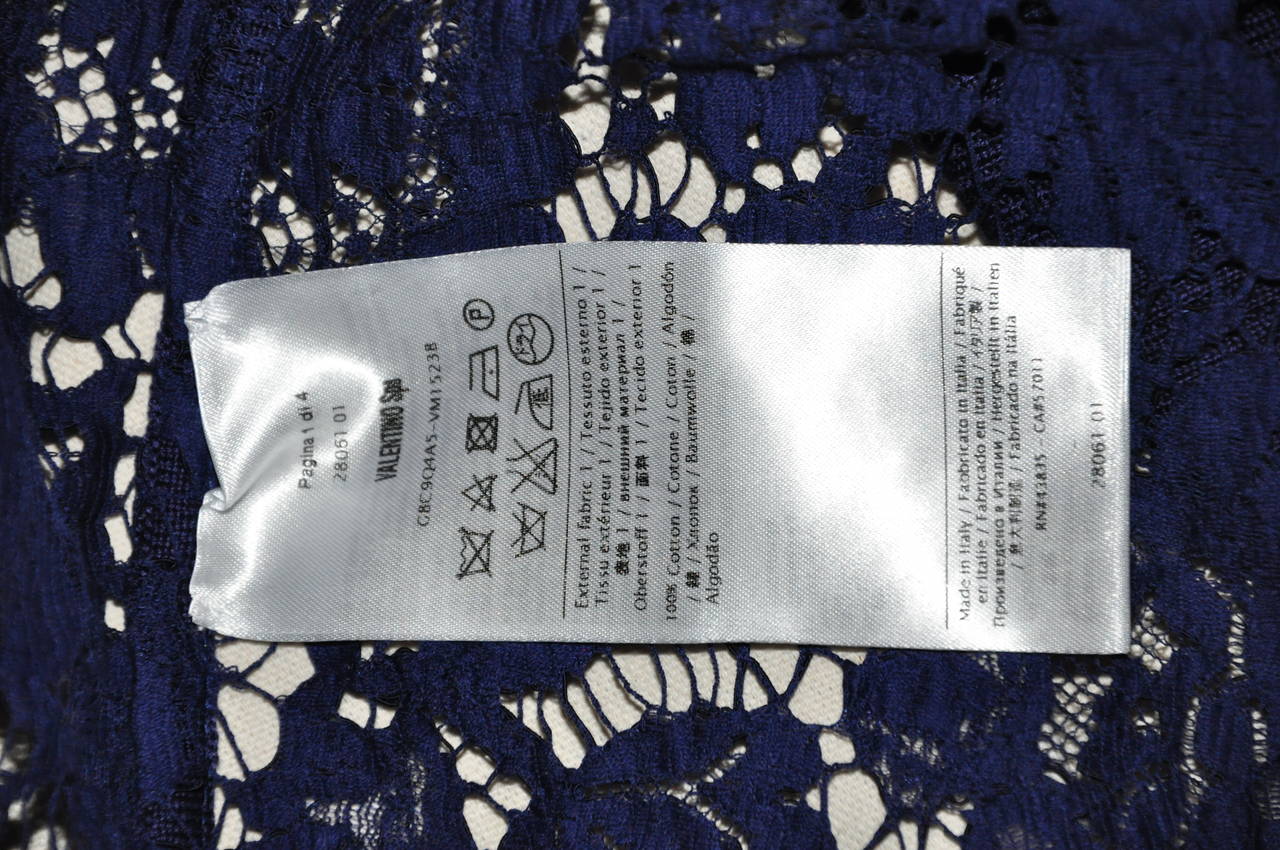 Pagina 1 di 4
28061 01
VALENTINO SpA
GBC9Q4A5-VM15238
P
External fabric 1 / Tessuto esterno 1 /
Tissu extérieur 1 / Tejido exterior 1 /
表地 1 / внешний материал 1 /
Oberstoff 1 / 面料 1 / Tecido exterior 1
100% Cotton / Cotone / Coton / Algodón
/ 綿 / Хлопок / Baumwolle / 棉 /
Algodão
Made in Italy / Fabbricato in Italia / Fabriqué
en Italie / Fabricado en Italia / イタリア製 /
Произведено в Италии / Hergestellt in Italien
/ 意大利制造 / Fabricado na Itália
RN#43835 CA#57011
28061 01